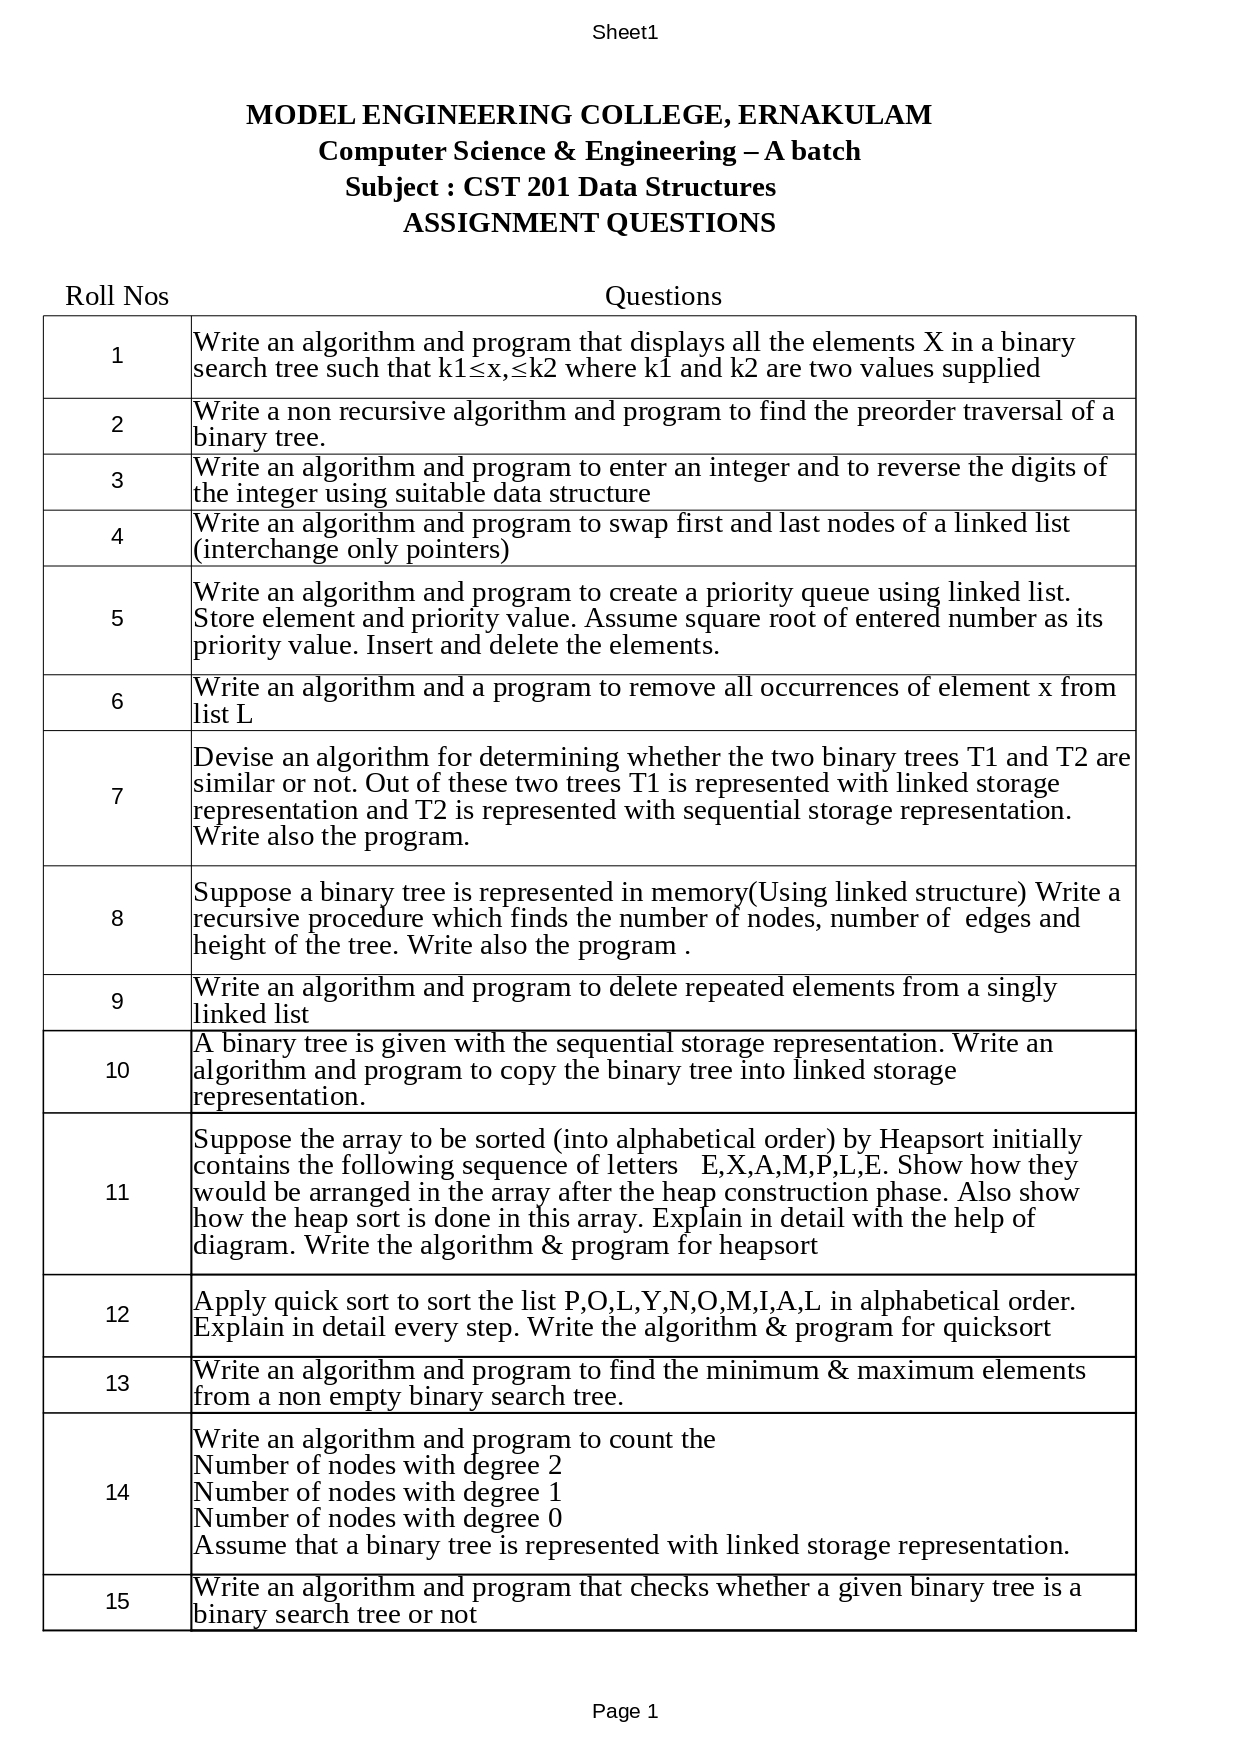 Sheet1
MODEL ENGINEERING COLLEGE, ERNAKULAM
Computer Science & Engineering – A batch
Subject : CST 201 Data Structures
ASSIGNMENT QUESTIONS
Roll Nos Questions
1 Write an algorithm and program that displays all the elements X in a binary
search tree such that k1≤x,≤k2 where k1 and k2 are two values supplied
2 Write a non recursive algorithm and program to find the preorder traversal of a
binary tree.
3 Write an algorithm and program to enter an integer and to reverse the digits of
the integer using suitable data structure
4 Write an algorithm and program to swap first and last nodes of a linked list
(interchange only pointers)
5 Write an algorithm and program to create a priority queue using linked list.
Store element and priority value. Assume square root of entered number as its
priority value. Insert and delete the elements.
6 Write an algorithm and a program to remove all occurrences of element x from
list L
7 Devise an algorithm for determining whether the two binary trees T1 and T2 are
similar or not. Out of these two trees T1 is represented with linked storage
representation and T2 is represented with sequential storage representation.
Write also the program.
8 Suppose a binary tree is represented in memory(Using linked structure) Write a
recursive procedure which finds the number of nodes, number of  edges and
height of the tree. Write also the program .
9 Write an algorithm and program to delete repeated elements from a singly
linked list
10 A binary tree is given with the sequential storage representation. Write an
algorithm and program to copy the binary tree into linked storage
representation.
11 Suppose the array to be sorted (into alphabetical order) by Heapsort initially
contains the following sequence of letters   E,X,A,M,P,L,E. Show how they
would be arranged in the array after the heap construction phase. Also show
how the heap sort is done in this array. Explain in detail with the help of
diagram. Write the algorithm & program for heapsort
12 Apply quick sort to sort the list P,O,L,Y,N,O,M,I,A,L in alphabetical order.
Explain in detail every step. Write the algorithm & program for quicksort
13 Write an algorithm and program to find the minimum & maximum elements
from a non empty binary search tree.
14 Write an algorithm and program to count the
Number of nodes with degree 2
Number of nodes with degree 1
Number of nodes with degree 0
Assume that a binary tree is represented with linked storage representation.
15 Write an algorithm and program that checks whether a given binary tree is a
binary search tree or not
Page 1